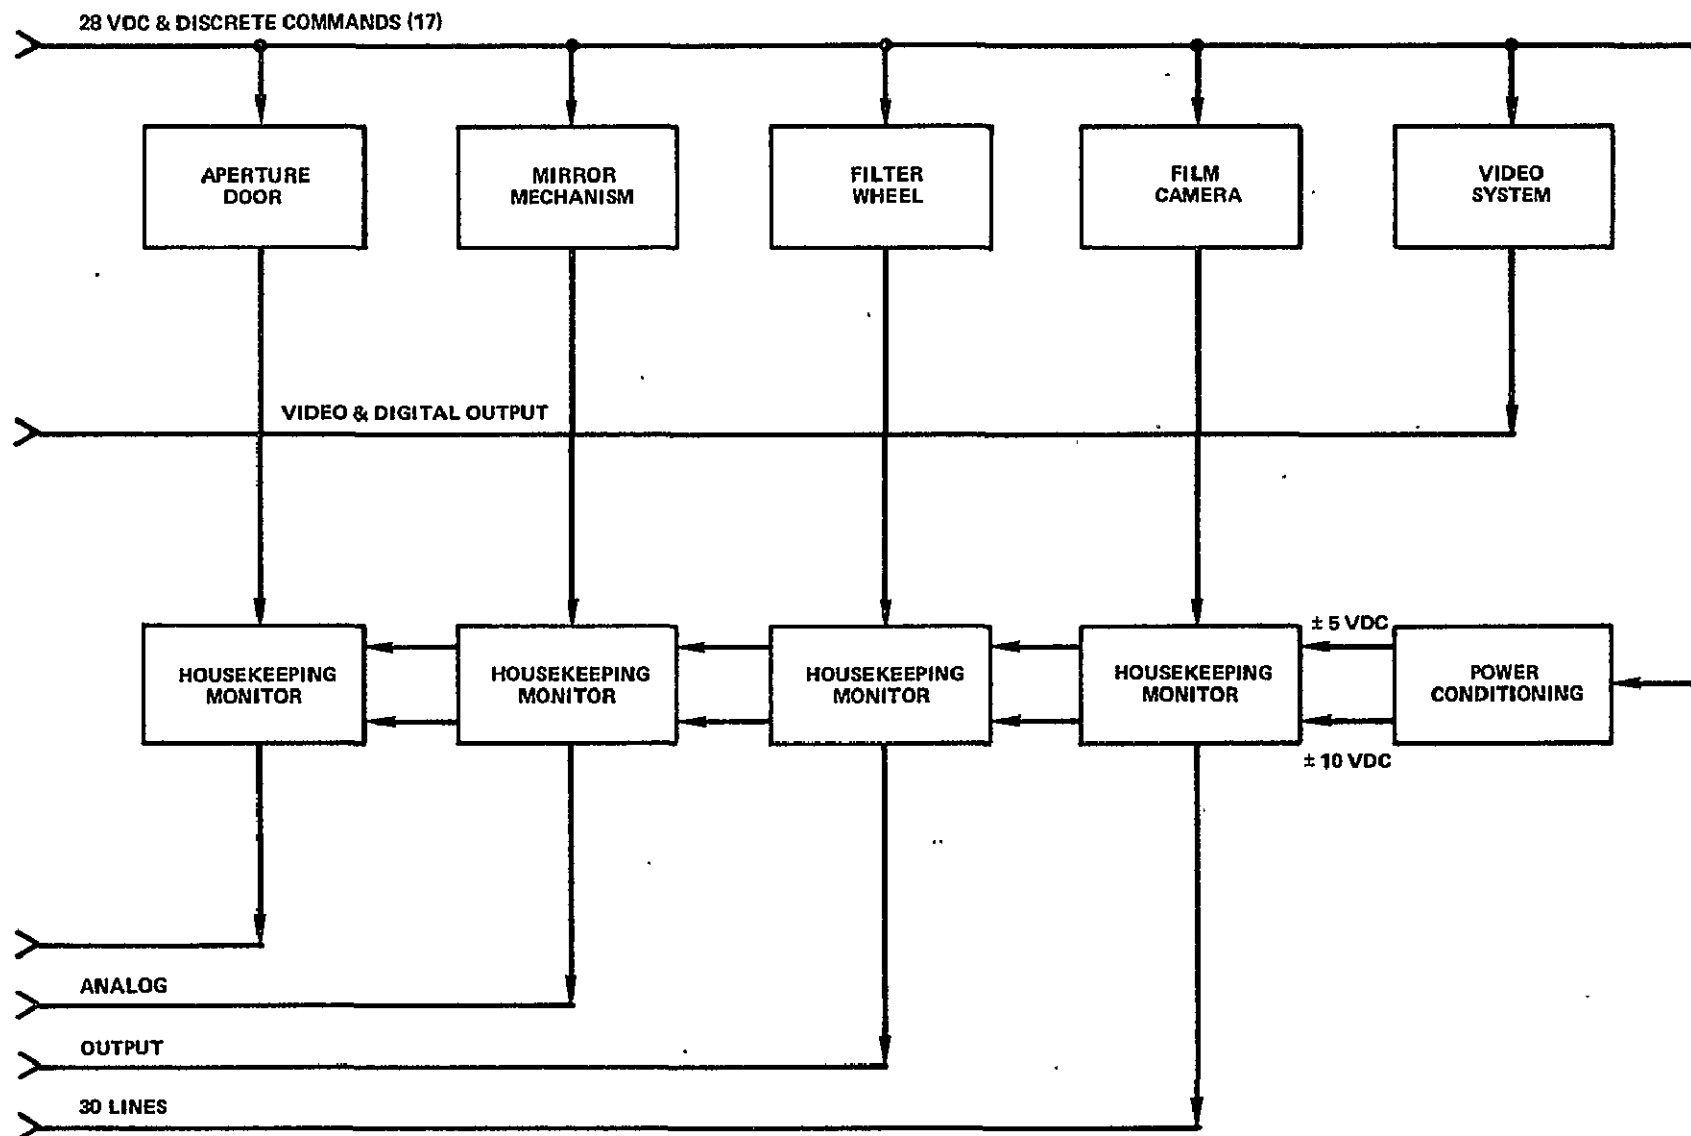 28 VDC & DISCRETE COMMANDS (17)
APERTURE
DOOR
MIRROR
MECHANISM
FILTER
WHEEL
FILM
CAMERA
VIDEO
SYSTEM
VIDEO & DIGITAL OUTPUT
HOUSEKEEPING
MONITOR
HOUSEKEEPING
MONITOR
HOUSEKEEPING
MONITOR
HOUSEKEEPING
MONITOR
± 5 VDC
± 10 VDC
POWER
CONDITIONING
ANALOG
OUTPUT
30 LINES